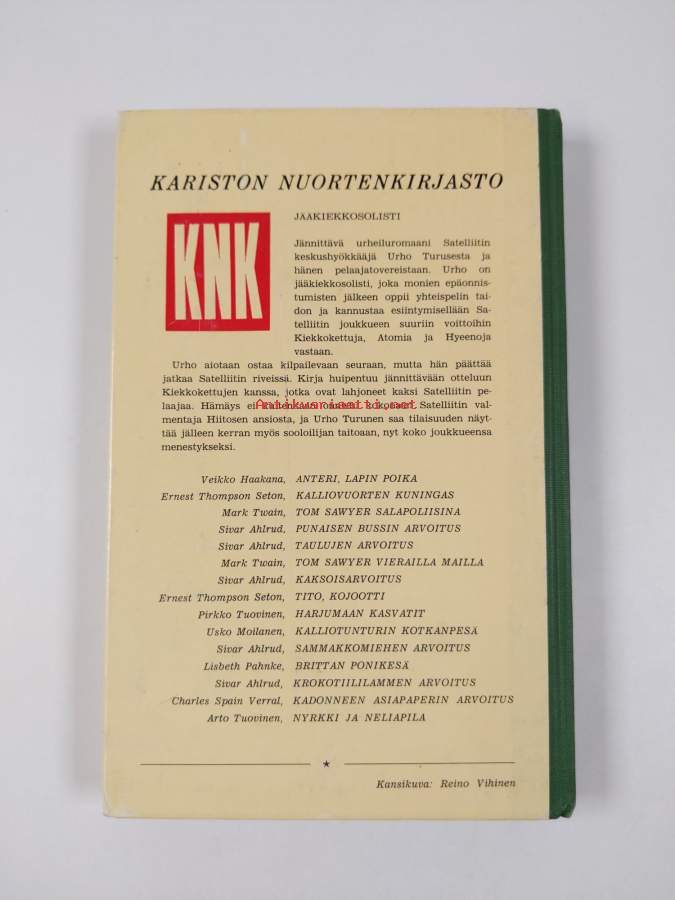 KARISTON NUORTENKIRJASTO
KNK
JÄÄKIEKKOSOLISTI
Jännittävä urheiluromaani Satelliitin
keskushyökkääjä Urho Turusesta ja
hänen pelaajatovereistaan. Urho on
jääkiekkosolisti, joka monien epäonnis-
tumisten jälkeen oppii yhteispelin tai-
don ja kannustaa esiintymisellään Sa-
telliitin joukkueen suuriin voittoihin
Kiekkokettuja, Atomia ja Hyeenoja
vastaan.
Urho aiotaan ostaa kilpailevaan seuraan, mutta hän päättää
jatkaa Satelliitin riveissä. Kirja huipentuu jännittävään otteluun
Kiekkokettujen kanssa, jotka ovat lahjoneet kaksi Satelliitin pe-
laajaa. Hämäys ei kuitenkaan onnistu kokonaan Satelliitin val-
Antikvariaatti.net
mentaja Hiitosen ansiosta, ja Urho Turunen saa tilaisuuden näyt-
tää jälleen kerran myös sooloilijan taitoaan, nyt koko joukkueensa
menestykseksi.
Veikko Haakana, ANTERI, LAPIN POIKA
Ernest Thompson Seton, KALLIOVUORTEN KUNINGAS
Mark Twain, TOM SAWYER SALAPOLIISINA
Sivar Ahlrud, PUNAISEN BUSSIN ARVOITUS
Sivar Ahlrud, TAULUJEN ARVOITUS
Mark Twain, TOM SAWYER VIERAILLA MAILLA
Sivar Ahlrud, KAKSOISARVOITUS
Ernest Thompson Seton, TITO, KOJOOTTI
Pirkko Tuovinen, HARJUMAAN KASVATIT
Usko Moilanen, KALLIOTUNTURIN KOTKANPESÄ
Sivar Ahlrud, SAMMAKKOMIEHEN ARVOITUS
Lisbeth Pahnke, BRITTAN PONIKESÄ
Sivar Ahlrud, KROKOTIILILAMMEN ARVOITUS
Charles Spain Verral, KADONNEEN ASIAPAPERIN ARVOITUS
Arto Tuovinen, NYRKKI JA NELIAPILA
Kansikuva: Reino Vihinen